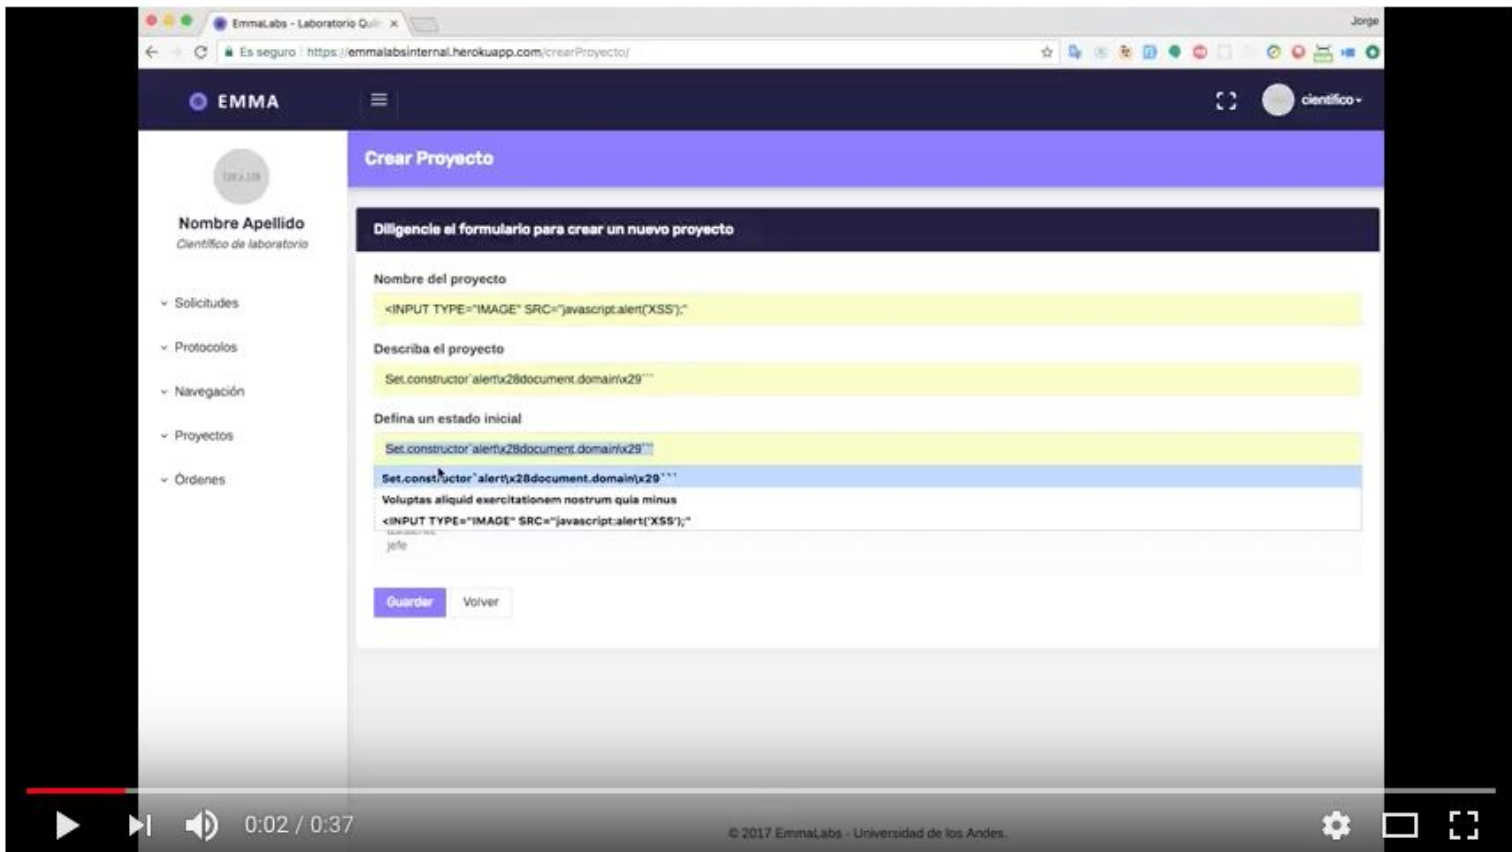 EmmaLabs - Laboratorio Quí
Jorge
Es seguro https://emmalabsinternal.herokuapp.com/crearProyecto/
EMMA
científico
Crear Proyecto
128 x 128
Nombre Apellido
Científico de laboratorio
Solicitudes
Protocolos
Navegación
Proyectos
Órdenes
Diligencie el formulario para crear un nuevo proyecto
Nombre del proyecto
<INPUT TYPE="IMAGE" SRC="javascript:alert('XSS');"
Describa el proyecto
Set.constructor`alert\x28document.domain\x29```
Defina un estado inicial
Set.constructor`alert\x28document.domain\x29```
Set.constructor`alert\x28document.domain\x29```
Voluptas aliquid exercitationem nostrum quia minus
<INPUT TYPE="IMAGE" SRC="javascript:alert('XSS');"
jefe
Guardar
Volver
© 2017 EmmaLabs - Universidad de los Andes.
0:02 / 0:37